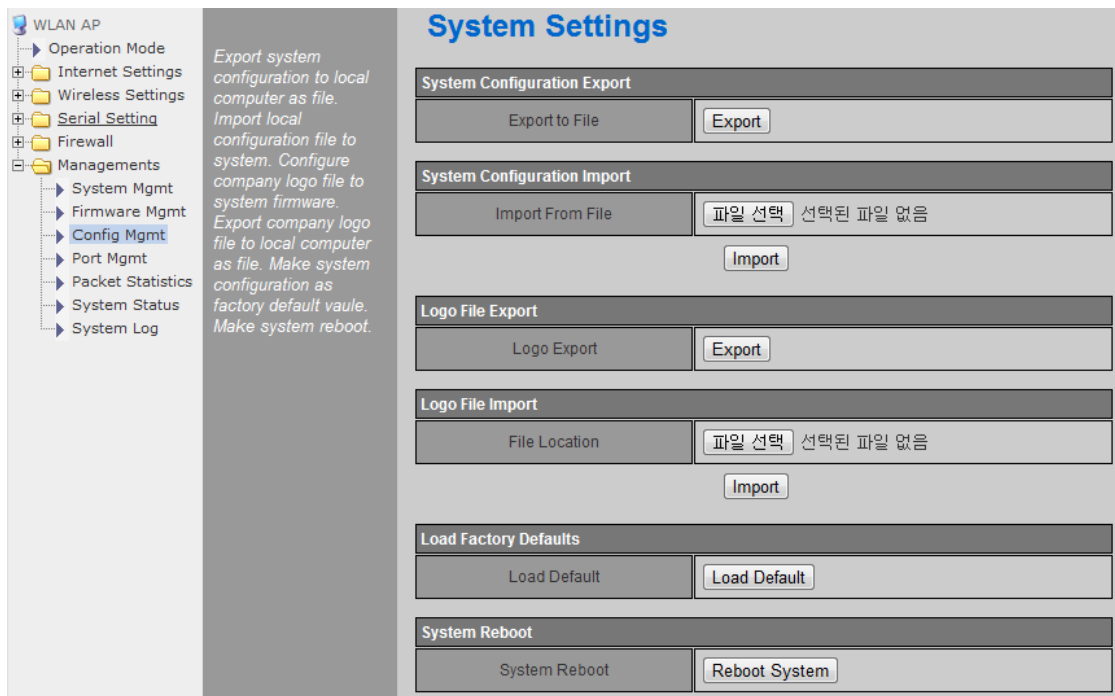 WLAN AP
Operation Mode
Internet Settings
Wireless Settings
Serial Setting
Firewall
Managements
System Mgmt
Firmware Mgmt
Config Mgmt
Port Mgmt
Packet Statistics
System Status
System Log
Export system
configuration to local
computer as file.
Import local
configuration file to
system. Configure
company logo file to
system firmware.
Export company logo
file to local computer
as file. Make system
configuration as
factory default vaule.
Make system reboot.
System Settings
System Configuration Export
Export to File Export
System Configuration Import
Import From File 파일 선택 선택된 파일 없음
Import
Logo File Export
Logo Export Export
Logo File Import
File Location 파일 선택 선택된 파일 없음
Import
Load Factory Defaults
Load Default Load Default
System Reboot
System Reboot Reboot System